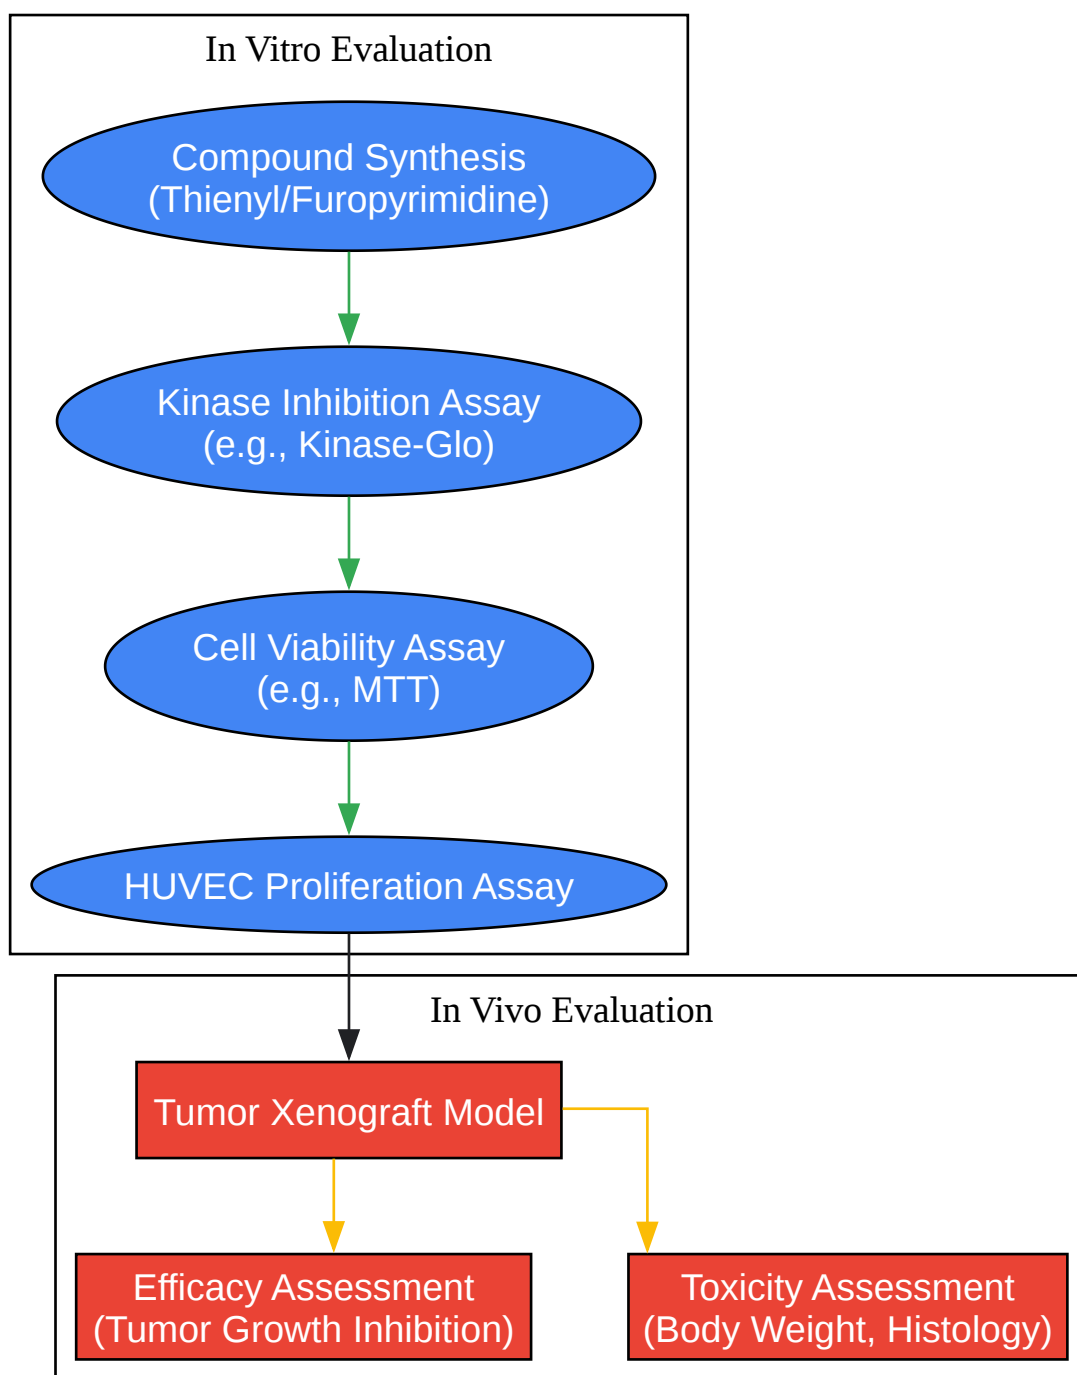 In Vitro Evaluation
Compound Synthesis
(Thienyl/Furopyrimidine)
Kinase Inhibition Assay
(e.g., Kinase-Glo)
Cell Viability Assay
(e.g., MTT)
HUVEC Proliferation Assay
In Vivo Evaluation
Tumor Xenograft Model
Efficacy Assessment
(Tumor Growth Inhibition)
Toxicity Assessment
(Body Weight, Histology)